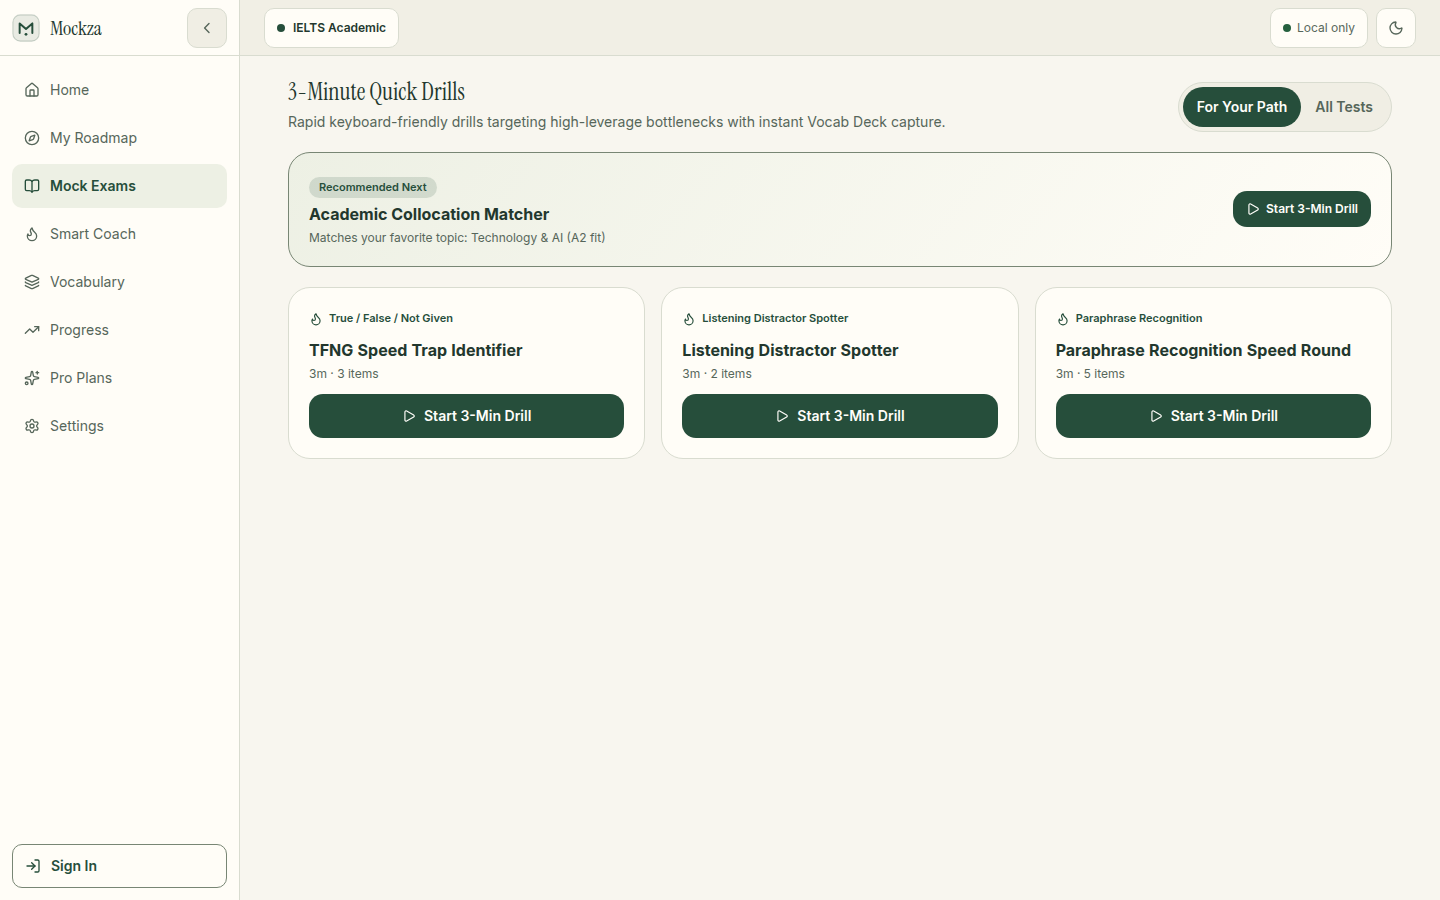 Mockza
IELTS Academic
Local only
Home
My Roadmap
Mock Exams
Smart Coach
Vocabulary
Progress
Pro Plans
Settings
Sign In
3-Minute Quick Drills
Rapid keyboard-friendly drills targeting high-leverage bottlenecks with instant Vocab Deck capture.
For Your Path
All Tests
Recommended Next
Academic Collocation Matcher
Matches your favorite topic: Technology & AI (A2 fit)
Start 3-Min Drill
True / False / Not Given
TFNG Speed Trap Identifier
3m · 3 items
Start 3-Min Drill
Listening Distractor Spotter
Listening Distractor Spotter
3m · 2 items
Start 3-Min Drill
Paraphrase Recognition
Paraphrase Recognition Speed Round
3m · 5 items
Start 3-Min Drill